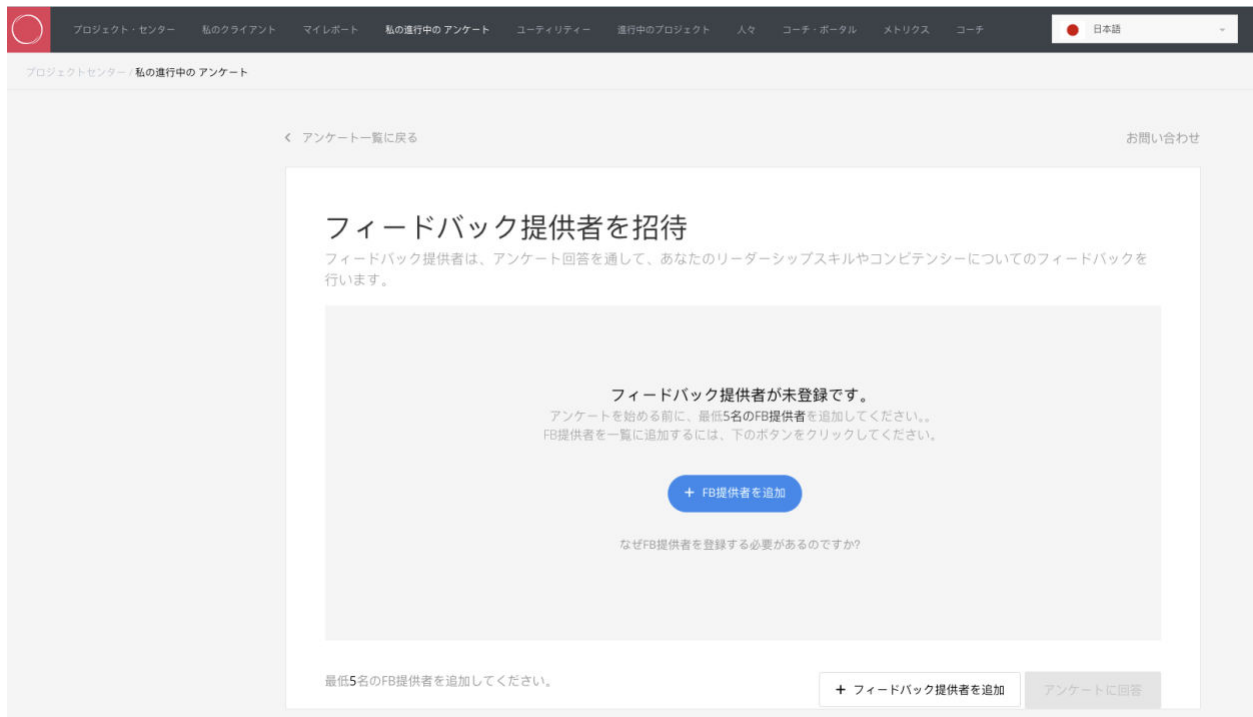 プロジェクト・センター 私のクライアント マイレポート 私の進行中の アンケート ユーティリティー 進行中のプロジェクト 人々 コーチ・ポータル メトリクス コーチ 日本語
プロジェクトセンター / 私の進行中の アンケート
アンケート一覧に戻る お問い合わせ
フィードバック提供者を招待
フィードバック提供者は、アンケート回答を通して、あなたのリーダーシップスキルやコンピテンシーについてのフィードバックを
行います。
フィードバック提供者が未登録です。
アンケートを始める前に、最低5名のFB提供者を追加してください。。
FB提供者を一覧に追加するには、下のボタンをクリックしてください。
+ FB提供者を追加
なぜFB提供者を登録する必要があるのですか?
最低5名のFB提供者を追加してください。 + フィードバック提供者を追加 アンケートに回答